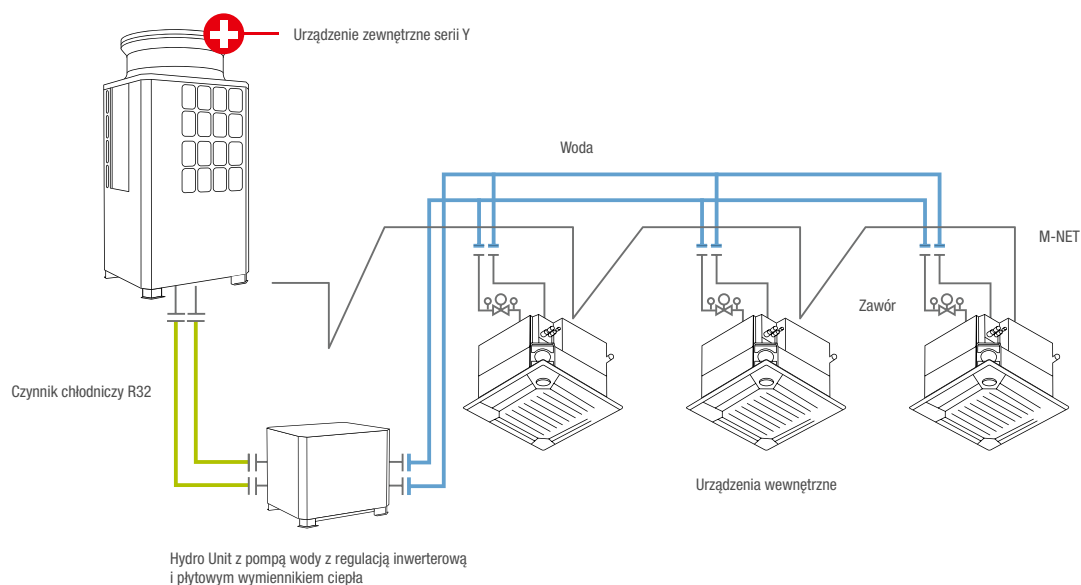 Urządzenie zewnętrzne serii Y
Woda
M-NET
Zawór
Czynnik chłodniczy R32
Urządzenia wewnętrzne
Hydro Unit z pompą wody z regulacją inwerterową
i płytowym wymiennikiem ciepła